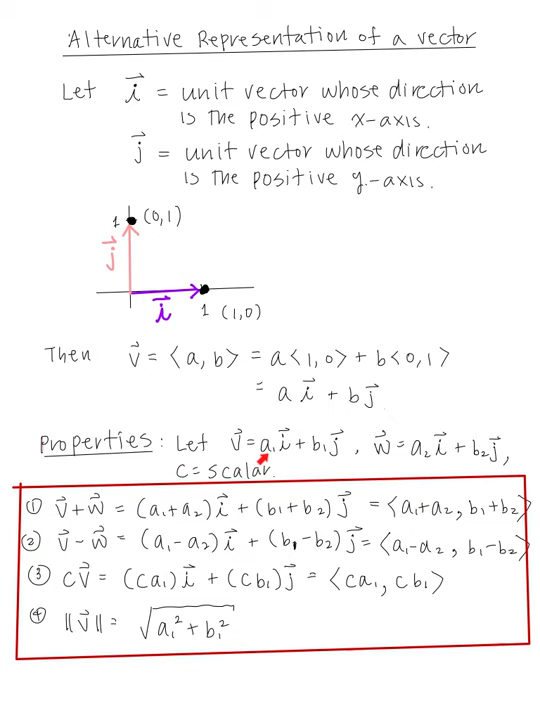 Alternative Representation of a vector
Let i⃗ = unit vector whose direction
is the positive x-axis.
j⃗ = unit vector whose direction
is the positive y-axis.
1 (0,1)
j⃗
i⃗ 1 (1,0)
Then v⃗ = ⟨a, b⟩ = a⟨1,0⟩ + b⟨0,1⟩
= a i⃗ + b j⃗
Properties: Let v⃗ = a₁i⃗ + b₁j⃗, w⃗ = a₂i⃗ + b₂j⃗,
c = scalar.
① v⃗ + w⃗ = (a₁+a₂)i⃗ + (b₁+b₂)j⃗ = ⟨a₁+a₂, b₁+b₂⟩
② v⃗ - w⃗ = (a₁-a₂)i⃗ + (b₁-b₂)j⃗ = ⟨a₁-a₂, b₁-b₂⟩
③ cv⃗ = (ca₁)i⃗ + (cb₁)j⃗ = ⟨ca₁, cb₁⟩
④ ||v⃗|| = √(a₁² + b₁²)